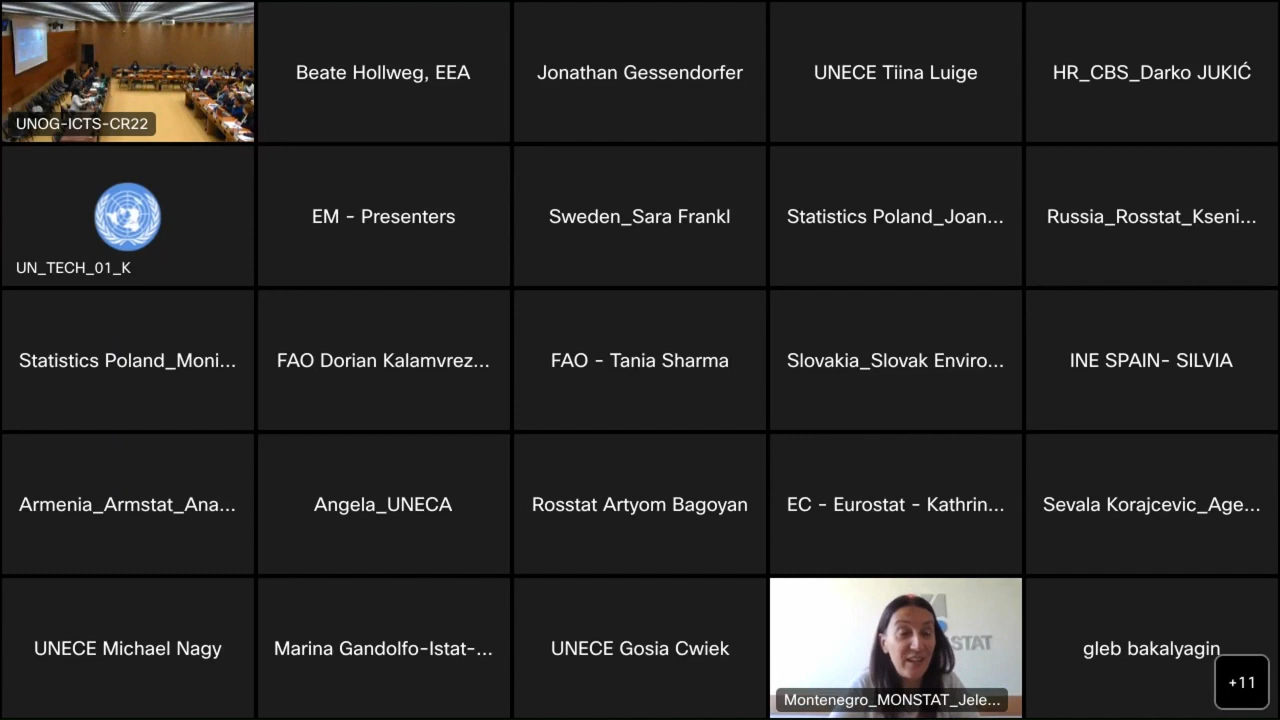 UNOG-ICTS-CR22
Beate Hollweg, EEA
Jonathan Gessendorfer
UNECE Tiina Luige
HR_CBS_Darko JUKIĆ
UN_TECH_01_K
EM - Presenters
Sweden_Sara Frankl
Statistics Poland_Joan...
Russia_Rosstat_Kseni...
Statistics Poland_Moni...
FAO Dorian Kalamvrez...
FAO - Tania Sharma
Slovakia_Slovak Enviro...
INE SPAIN- SILVIA
Armenia_Armstat_Ana...
Angela_UNECA
Rosstat Artyom Bagoyan
EC - Eurostat - Kathrin...
Sevala Korajcevic_Age...
UNECE Michael Nagy
Marina Gandolfo-Istat-...
UNECE Gosia Cwiek
STAT
Montenegro_MONSTAT_Jele...
gleb bakalyagin
+11